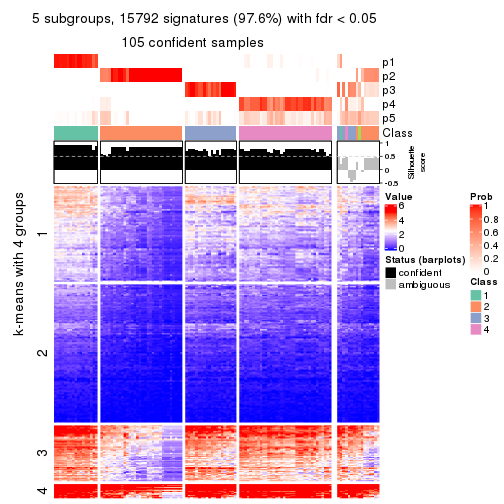 5 subgroups, 15792 signatures (97.6%) with fdr < 0.05
105 confident samples
p1
p2
p3
p4
p5
Class
1
0.5
0
-0.5
Silhouette
score
k-means with 4 groups
1
2
3
4
Value
6
4
2
0
Status (barplots)
confident
ambiguous
Prob
1
0.8
0.6
0.4
0.2
0
Class
1
2
3
4